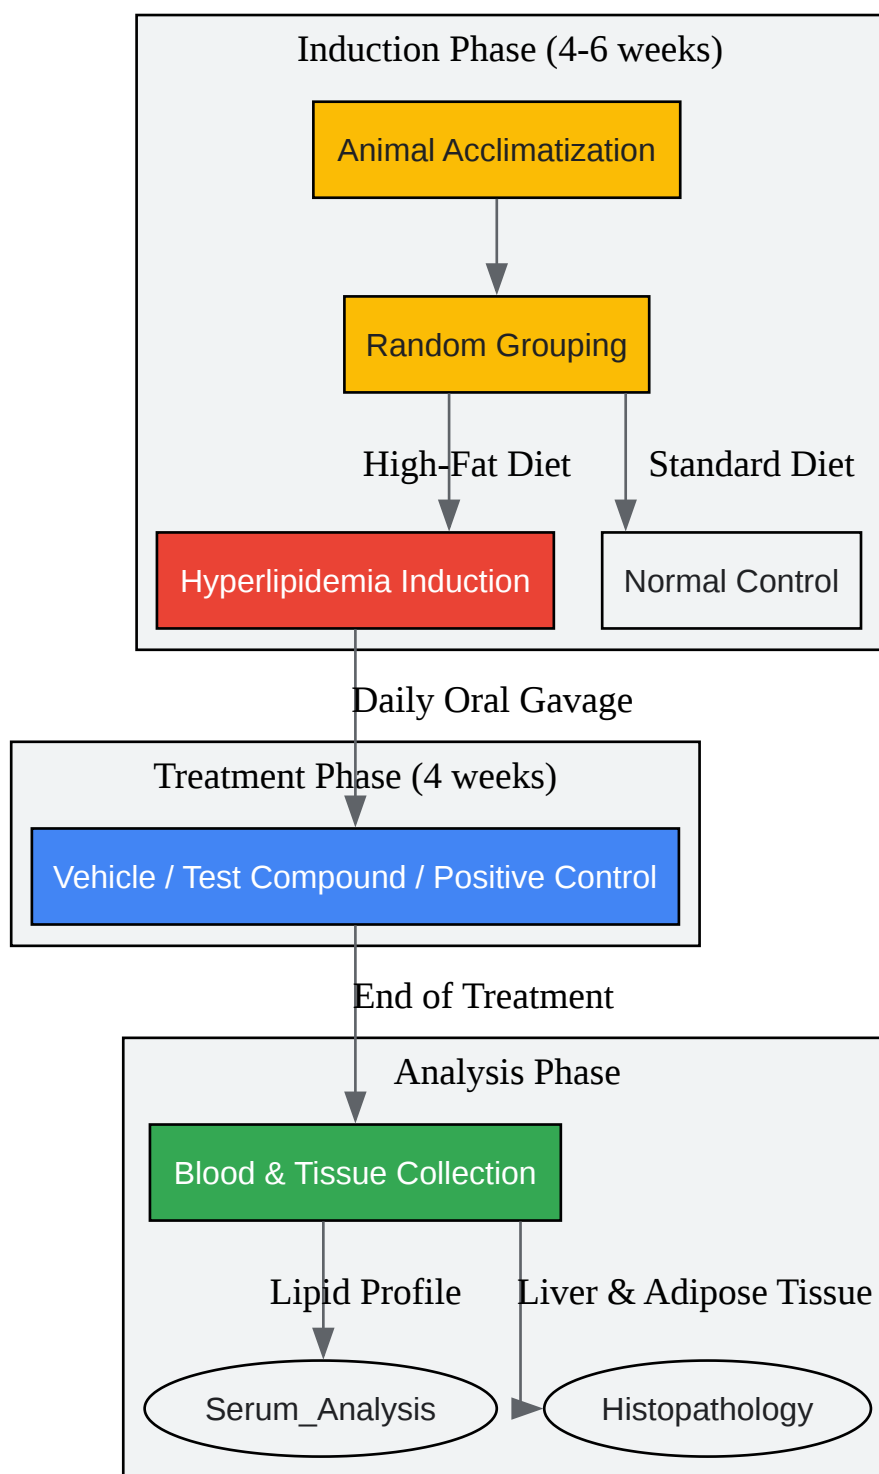 Induction Phase (4-6 weeks)
Animal Acclimatization
Random Grouping
High-Fat Diet
Standard Diet
Hyperlipidemia Induction
Normal Control
Daily Oral Gavage
Treatment Phase (4 weeks)
Vehicle / Test Compound / Positive Control
End of Treatment
Analysis Phase
Blood & Tissue Collection
Lipid Profile
Liver & Adipose Tissue
Serum_Analysis
Histopathology